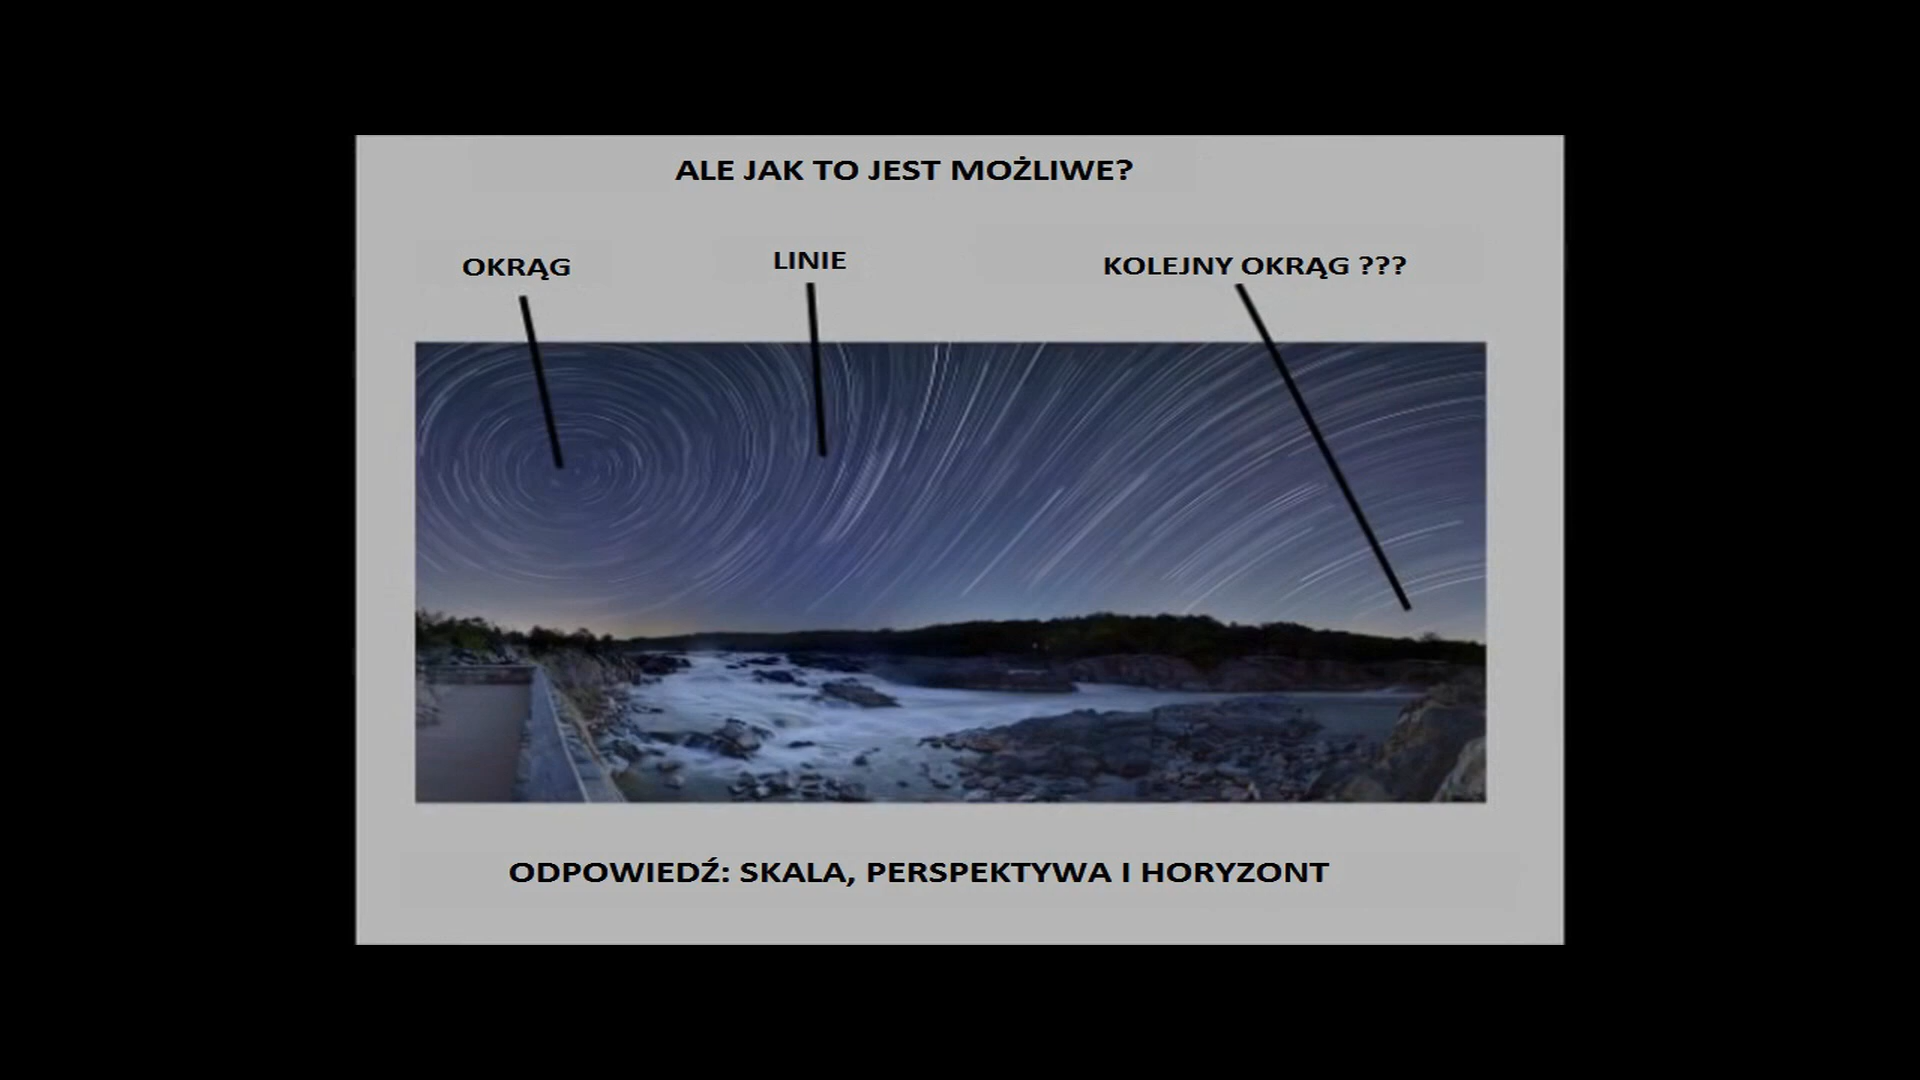 ALE JAK TO JEST MOŻLIWE?
OKRĄG
LINIE
KOLEJNY OKRĄG ???
ODPOWIEDŹ: SKALA, PERSPEKTYWA I HORYZONT